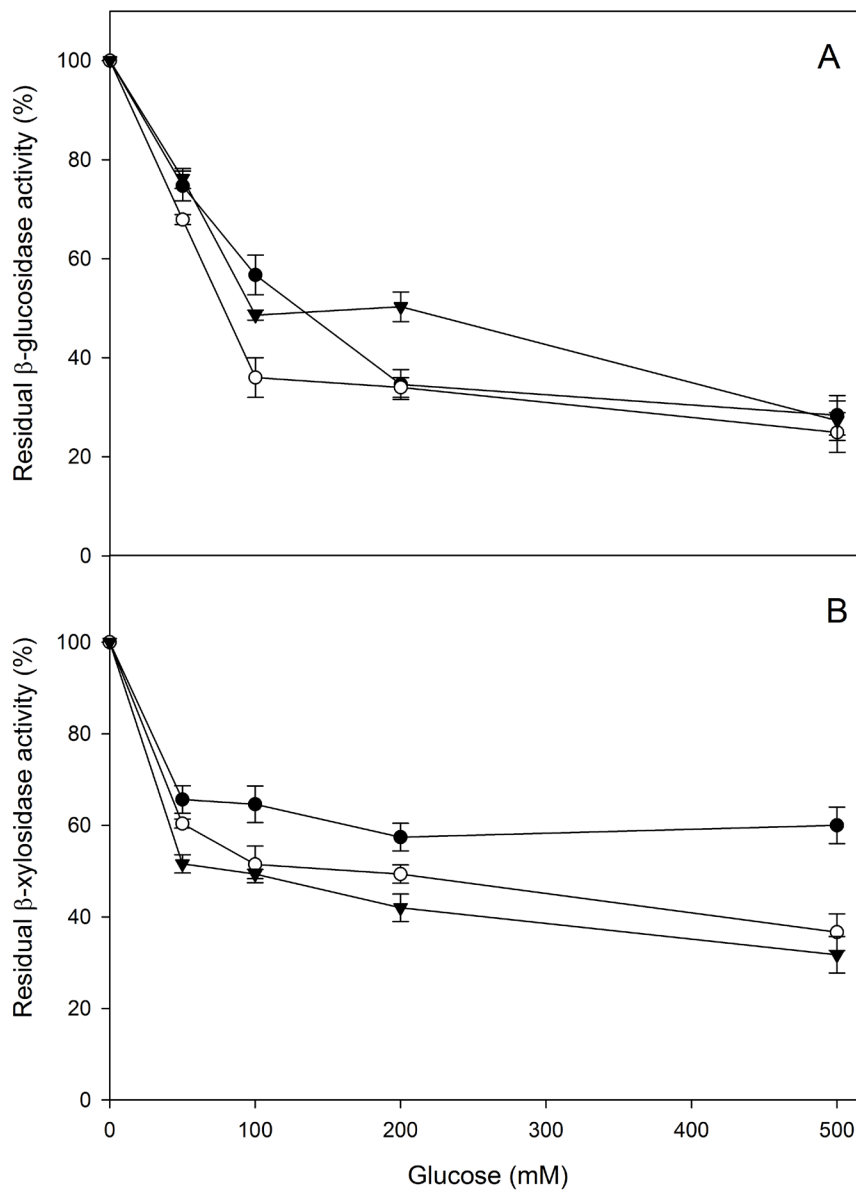 A
Residual β-glucosidase activity (%)
100
80
60
40
20
0
B
Residual β-xylosidase activity (%)
100
80
60
40
20
0
0 100 200 300 400 500
Glucose (mM)